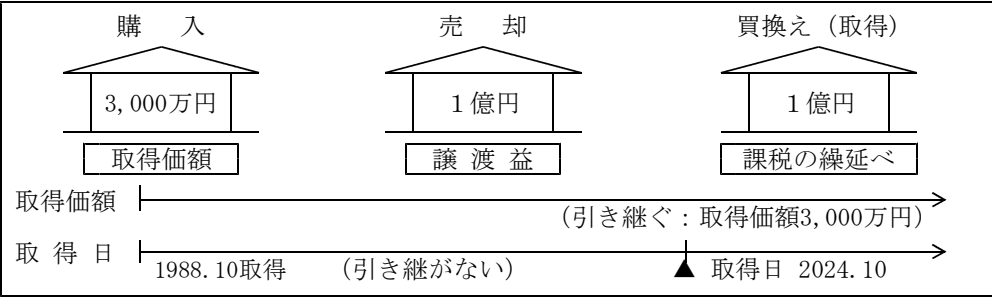 購 入 売 却 買換え（取得）
3,000万円 １億円 １億円
取得価額 譲 渡 益 課税の繰延べ
取得価額
（引き継ぐ：取得価額3,000万円）
取 得 日
1988.10取得 （引き継がない） ▲ 取得日 2024.10